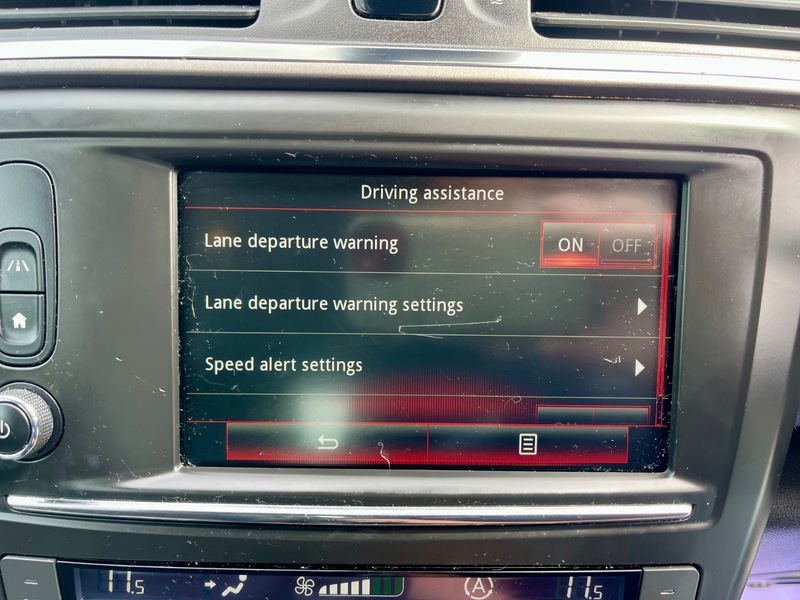 Driving assistance
Lane departure warning ON OFF
Lane departure warning settings
Speed alert settings
11.5 A 11.5